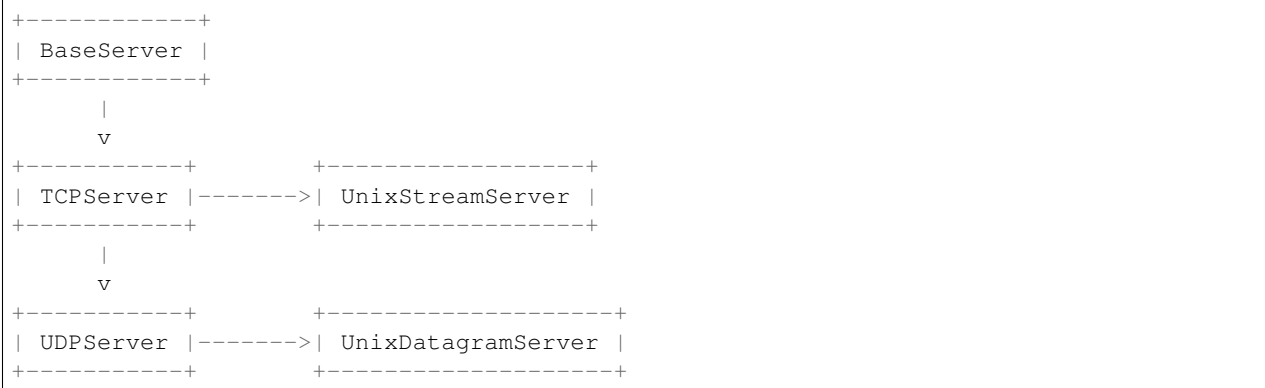 +------------+
| BaseServer |
+------------+
      |
      v
+-----------+        +------------------+
| TCPServer |------->| UnixStreamServer |
+-----------+        +------------------+
      |
      v
+-----------+        +--------------------+
| UDPServer |------->| UnixDatagramServer |
+-----------+        +--------------------+